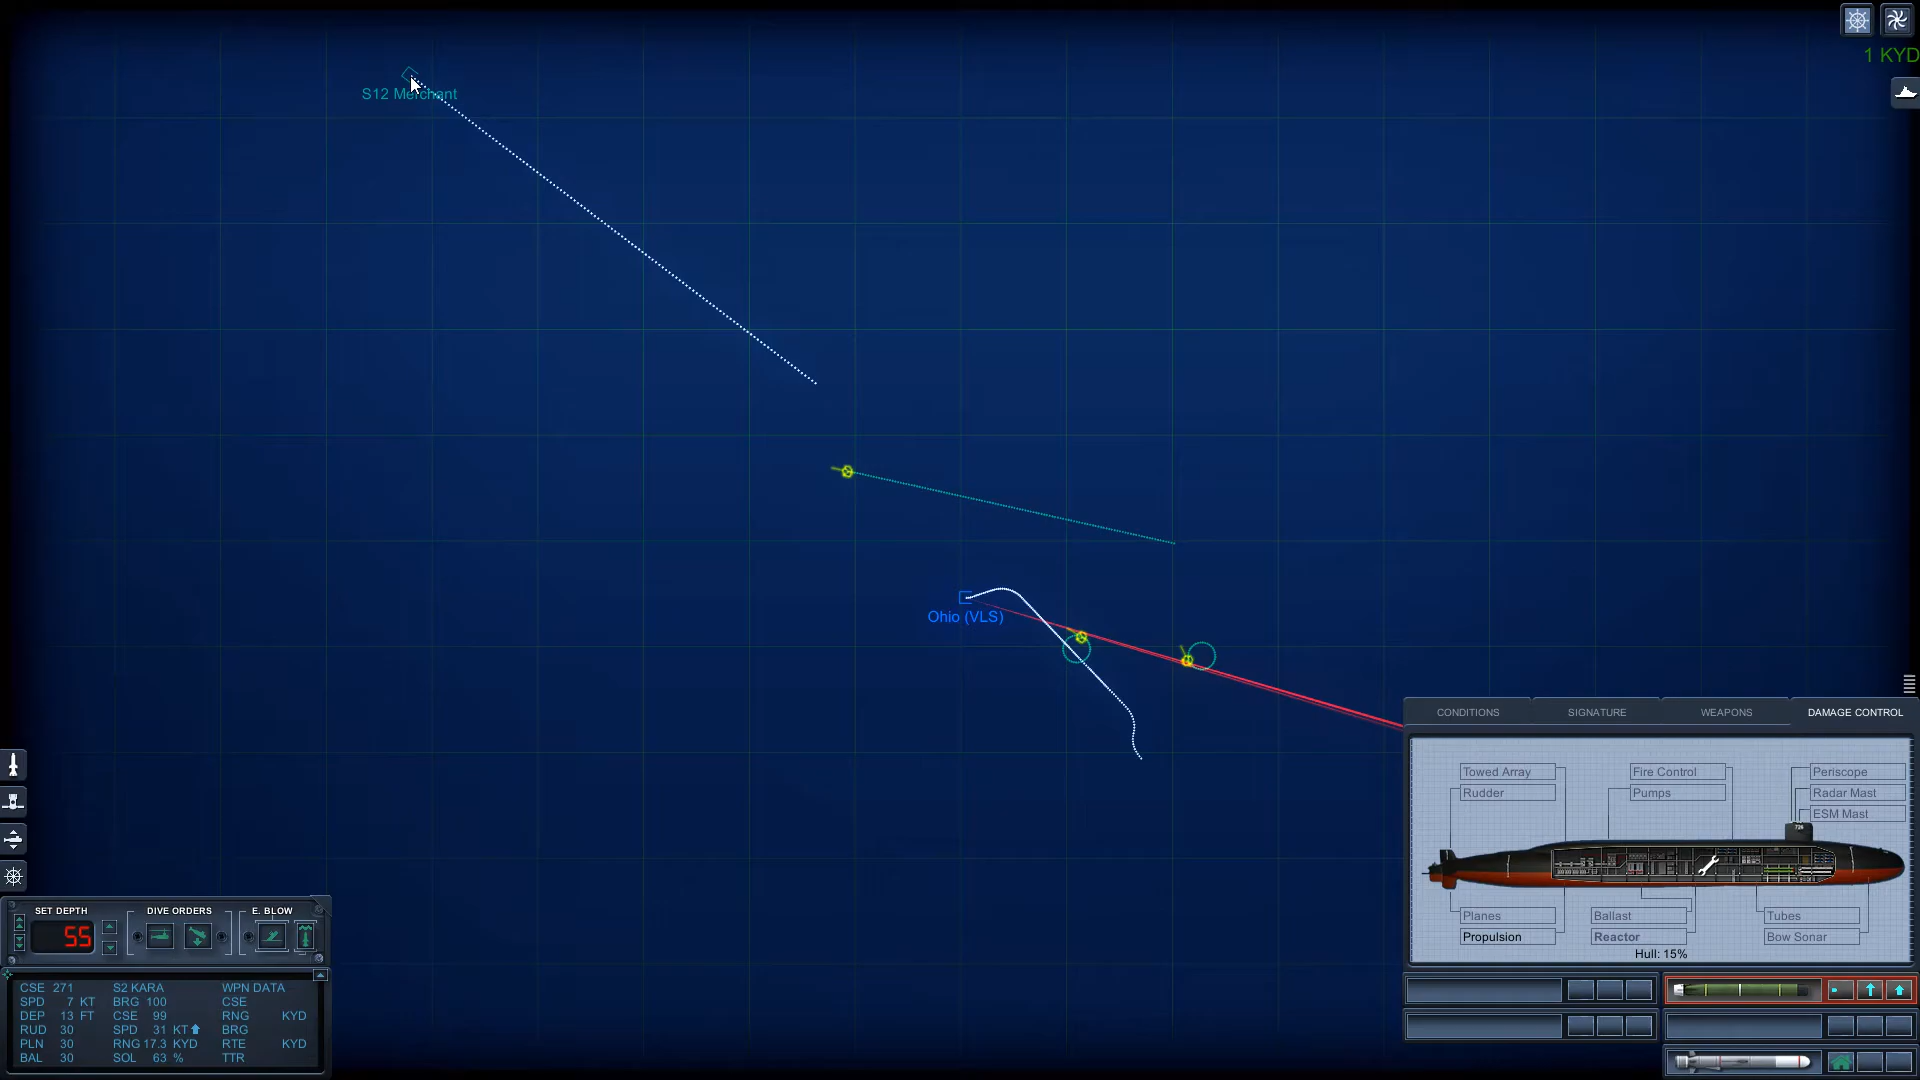 1 KYD
S12 Merchant
Ohio (VLS)
CONDITIONS SIGNATURE WEAPONS DAMAGE CONTROL
Towed Array Fire Control Periscope
Rudder Pumps Radar Mast
ESM Mast
726
Planes Ballast Tubes
Propulsion Reactor Bow Sonar
Hull: 15%
SET DEPTH DIVE ORDERS E. BLOW
55
CSE 271 S2 KARA WPN DATA
SPD 7 KT BRG 100 CSE
DEP 13 FT CSE 99 RNG KYD
RUD 30 SPD 31 KT BRG
PLN 30 RNG 17.3 KYD RTE KYD
BAL 30 SOL 63 % TTR